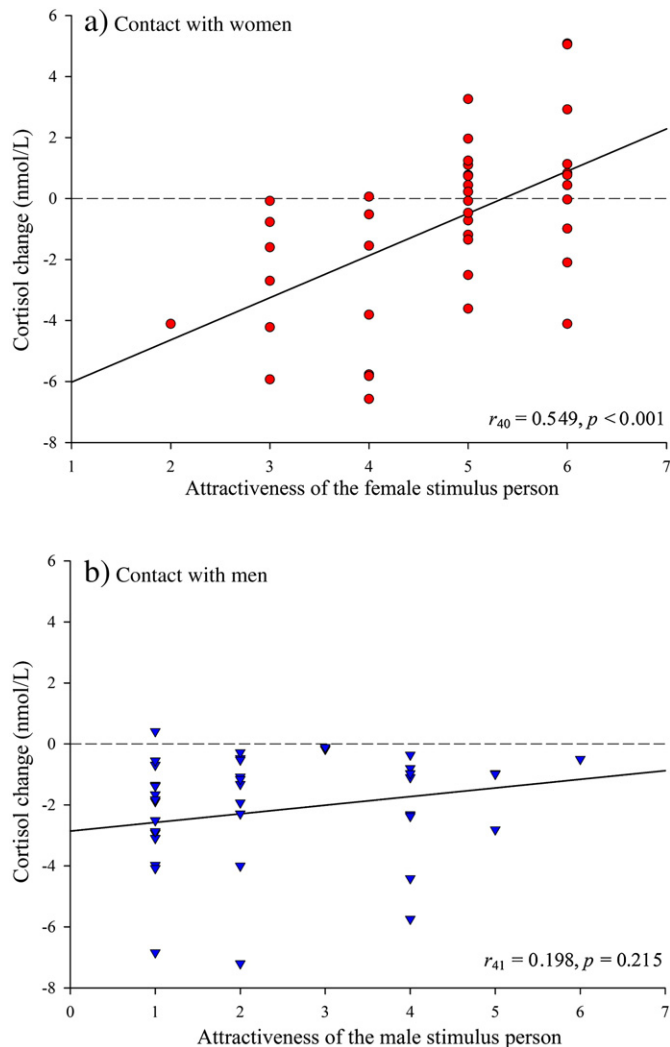 a) Contact with women
6
4
2
0
-2
-4
-6
-8
Cortisol change (nmol/L)
r40 = 0.549, p < 0.001
1 2 3 4 5 6 7
Attractiveness of the female stimulus person
b) Contact with men
6
4
2
0
-2
-4
-6
-8
Cortisol change (nmol/L)
r41 = 0.198, p = 0.215
0 1 2 3 4 5 6 7
Attractiveness of the male stimulus person